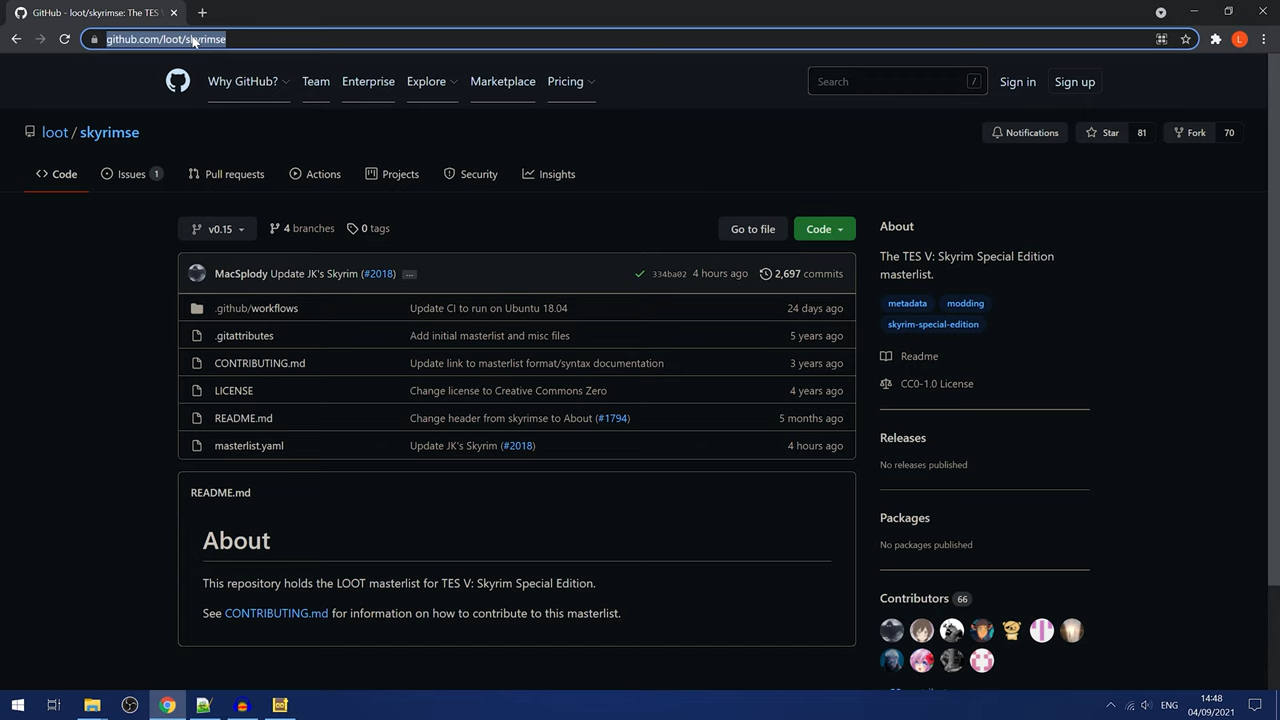 GitHub - loot/skyrimse: The TES V
github.com/loot/skyrimse
L
Why GitHub? Team Enterprise Explore Marketplace Pricing
Search /
Sign in Sign up
loot / skyrimse
Notifications Star 81 Fork 70
Code Issues 1 Pull requests Actions Projects Security Insights
v0.15 4 branches 0 tags Go to file Code
MacSplody Update JK's Skyrim (#2018) ... 334ba02 4 hours ago 2,697 commits
.github/workflows Update CI to run on Ubuntu 18.04 24 days ago
.gitattributes Add initial masterlist and misc files 5 years ago
CONTRIBUTING.md Update link to masterlist format/syntax documentation 3 years ago
LICENSE Change license to Creative Commons Zero 4 years ago
README.md Change header from skyrimse to About (#1794) 5 months ago
masterlist.yaml Update JK's Skyrim (#2018) 4 hours ago
README.md
About
This repository holds the LOOT masterlist for TES V: Skyrim Special Edition.
See CONTRIBUTING.md for information on how to contribute to this masterlist.
About
The TES V: Skyrim Special Edition
masterlist.
metadata modding
skyrim-special-edition
Readme
CC0-1.0 License
Releases
No releases published
Packages
No packages published
Contributors 66
ENG
14:48
04/09/2021